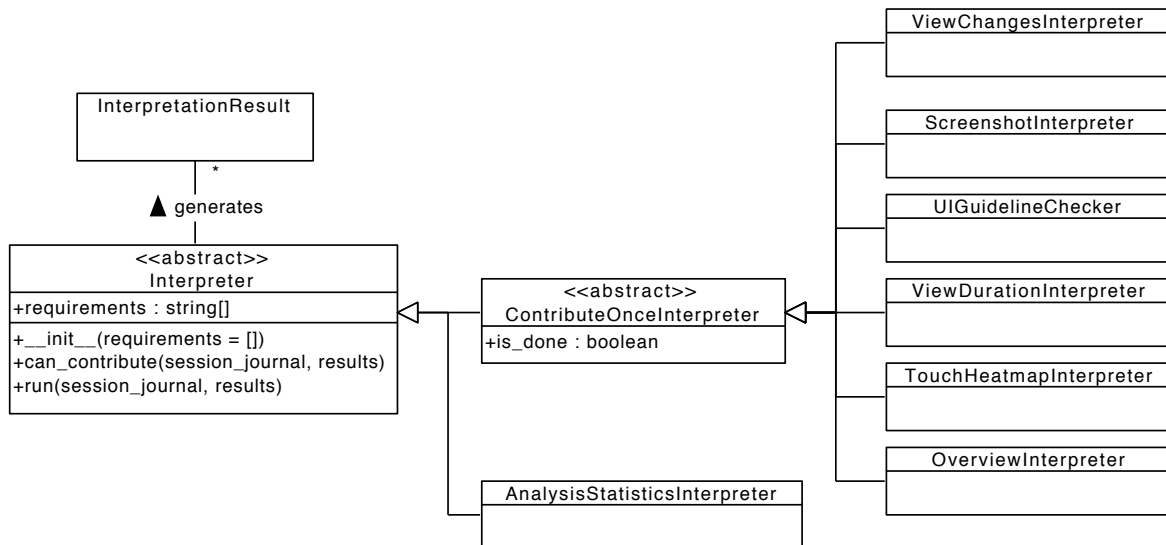 InterpretationResult
*
▲ generates
<<abstract>>
Interpreter
+requirements : string[]
+__init__(requirements = [])
+can_contribute(session_journal, results)
+run(session_journal, results)
<<abstract>>
ContributeOnceInterpreter
+is_done : boolean
AnalysisStatisticsInterpreter
ViewChangesInterpreter
ScreenshotInterpreter
UIGuidelineChecker
ViewDurationInterpreter
TouchHeatmapInterpreter
OverviewInterpreter